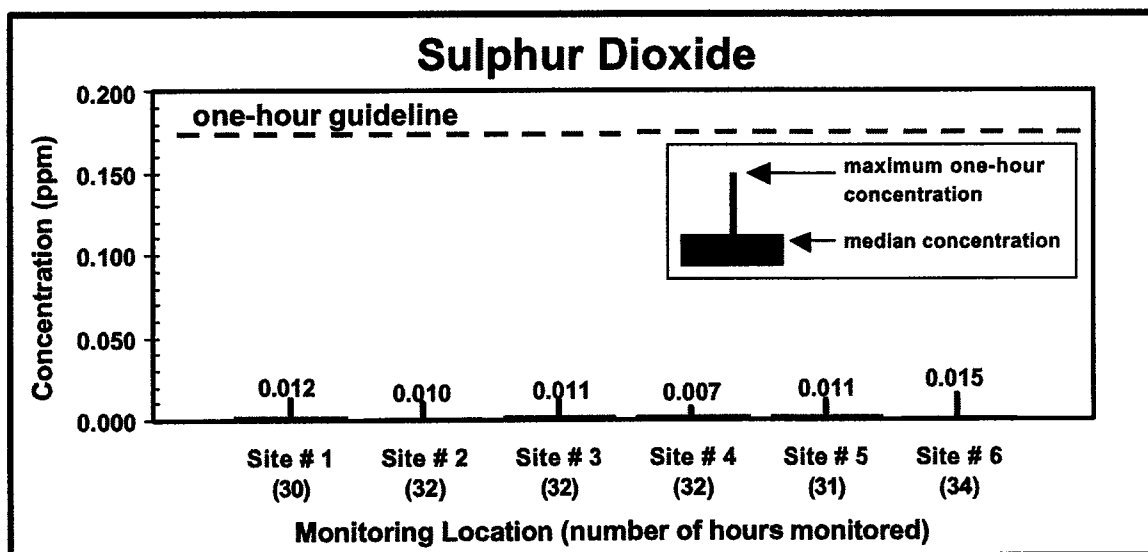 Sulphur Dioxide
0.200
one-hour guideline
maximum one-hour
concentration
median concentration
0.150
0.100
0.050
0.000
Concentration (ppm)
0.012
0.010
0.011
0.007
0.011
0.015
Site # 1
(30)
Site # 2
(32)
Site # 3
(32)
Site # 4
(32)
Site # 5
(31)
Site # 6
(34)
Monitoring Location (number of hours monitored)